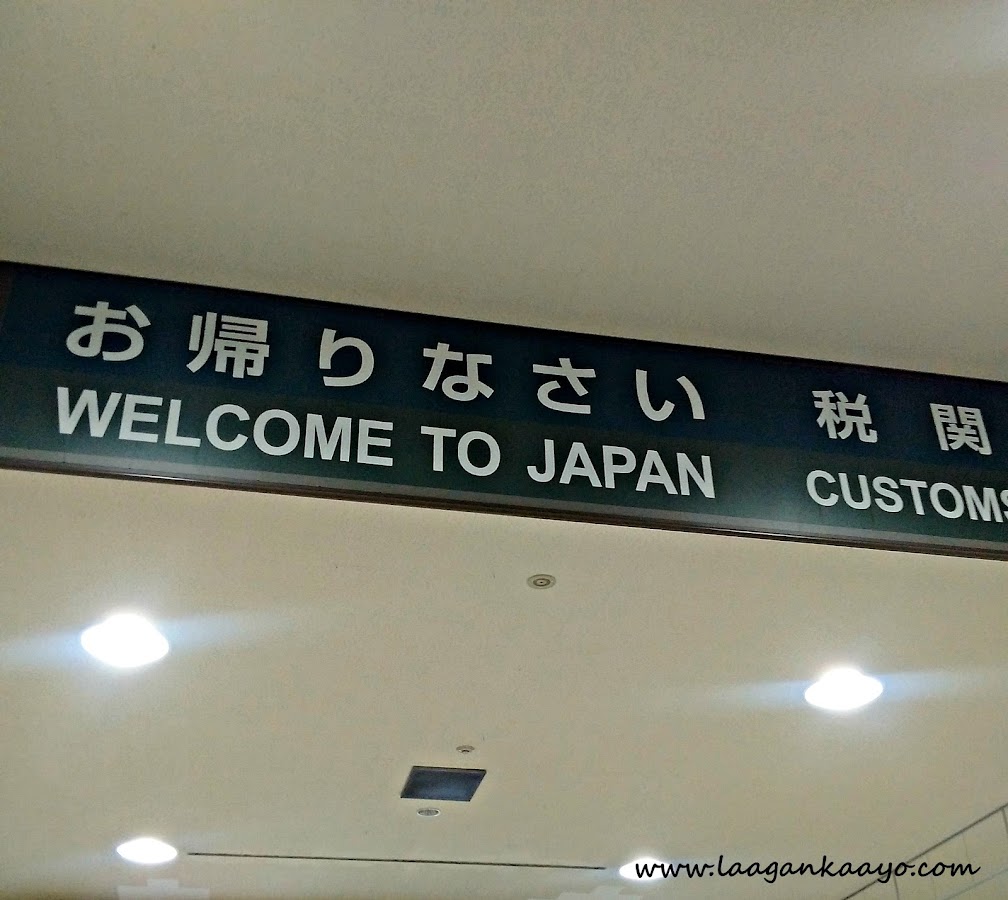 お帰りなさい 税関
WELCOME TO JAPAN CUSTOMS
www.laagankaayo.com